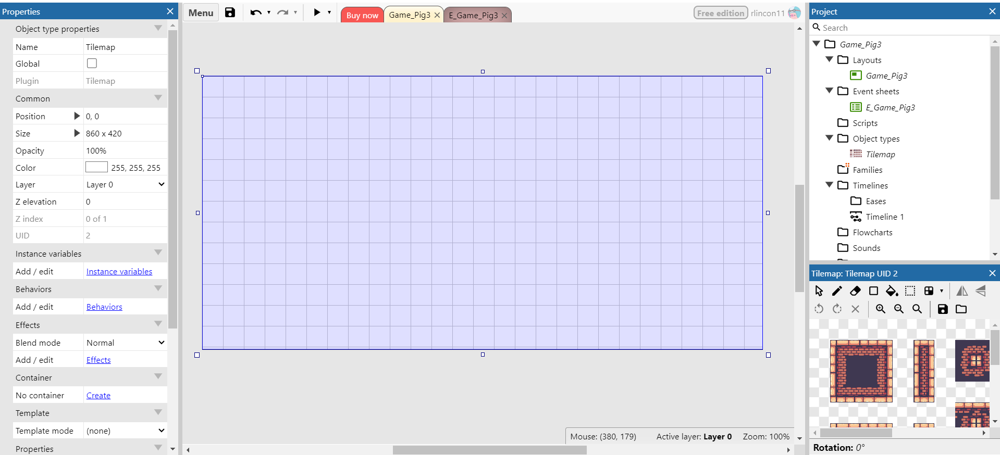 Properties
Object type properties
Name Tilemap
Global
Plugin Tilemap
Common
Position 0, 0
Size 860 x 420
Opacity 100%
Color 255, 255, 255
Layer Layer 0
Z elevation 0
Z index 0 of 1
UID 2
Instance variables
Add / edit Instance variables
Behaviors
Add / edit Behaviors
Effects
Blend mode Normal
Add / edit Effects
Container
No container Create
Template
Template mode (none)
Properties
Menu
Buy now Game_Pig3 E_Game_Pig3
Free edition rlincon11
Mouse: (380, 179) Active layer: Layer 0 Zoom: 100%
Project
Search
Game_Pig3
Layouts
Game_Pig3
Event sheets
E_Game_Pig3
Scripts
Object types
Tilemap
Families
Timelines
Eases
Timeline 1
Flowcharts
Sounds
Tilemap: Tilemap UID 2
Rotation: 0°